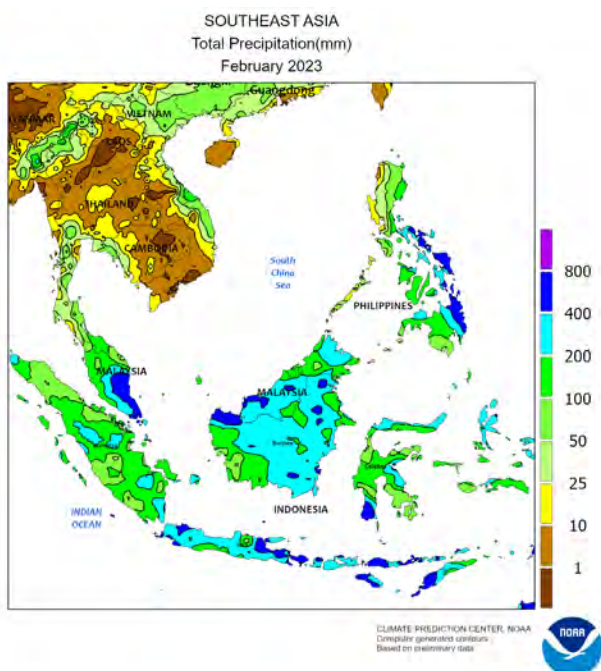 SOUTHEAST ASIA
Total Precipitation(mm)
February 2023
Guangdong
VIETNAM
LAOS
THAILAND
CAMBODIA
South
China
Sea
PHILIPPINES
MALAYSIA
MALAYSIA
Borneo
INDIAN
OCEAN
INDONESIA
800
400
200
100
50
25
10
1
CLIMATE PREDICTION CENTER, NOAA
Computer generated contours
Based on preliminary data
NOAA